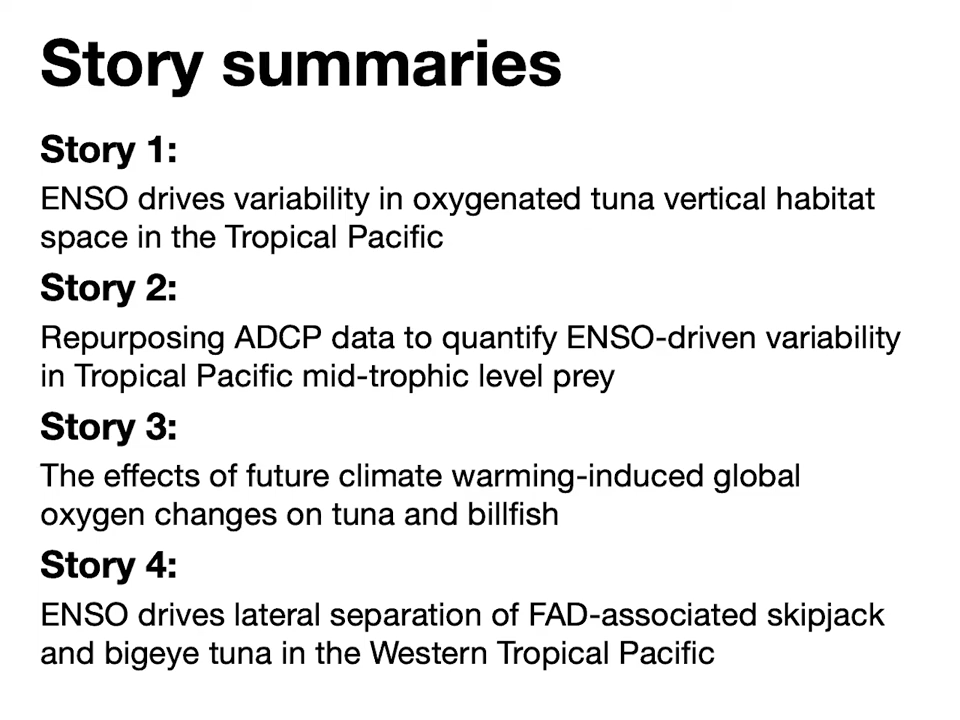 Story summaries
Story 1:
ENSO drives variability in oxygenated tuna vertical habitat
space in the Tropical Pacific
Story 2:
Repurposing ADCP data to quantify ENSO-driven variability
in Tropical Pacific mid-trophic level prey
Story 3:
The effects of future climate warming-induced global
oxygen changes on tuna and billfish
Story 4:
ENSO drives lateral separation of FAD-associated skipjack
and bigeye tuna in the Western Tropical Pacific